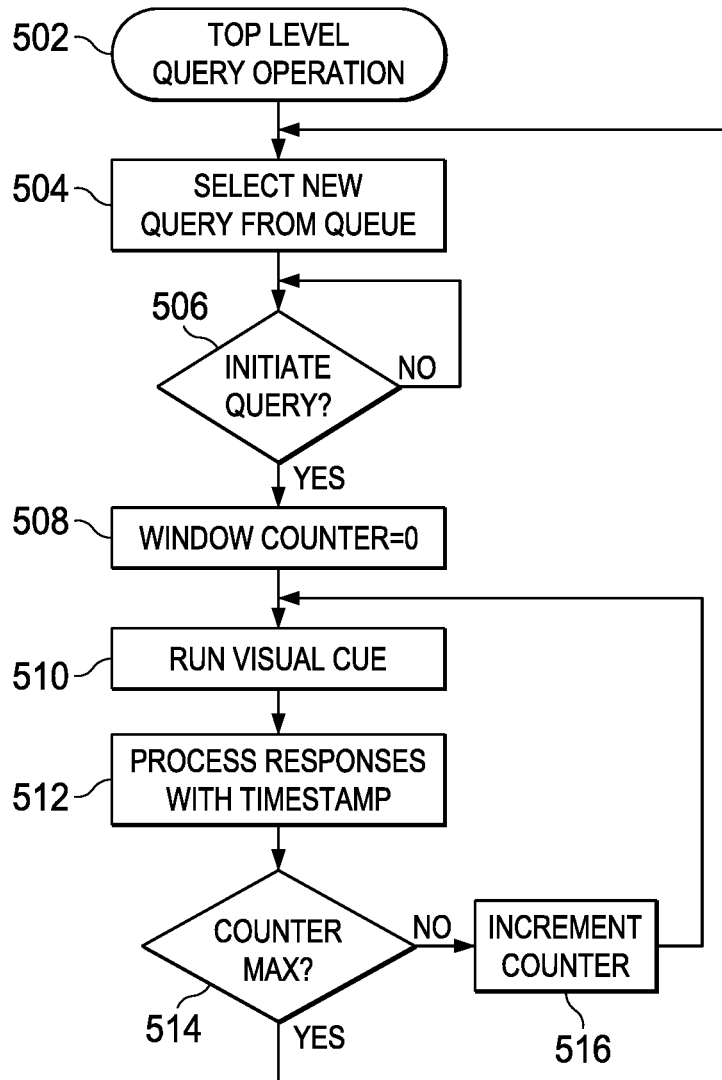 502
TOP LEVEL
QUERY OPERATION
504
SELECT NEW
QUERY FROM QUEUE
506
INITIATE
QUERY?
NO
YES
508
WINDOW COUNTER=0
510
RUN VISUAL CUE
512
PROCESS RESPONSES
WITH TIMESTAMP
COUNTER
MAX?
NO
INCREMENT
COUNTER
514
YES
516